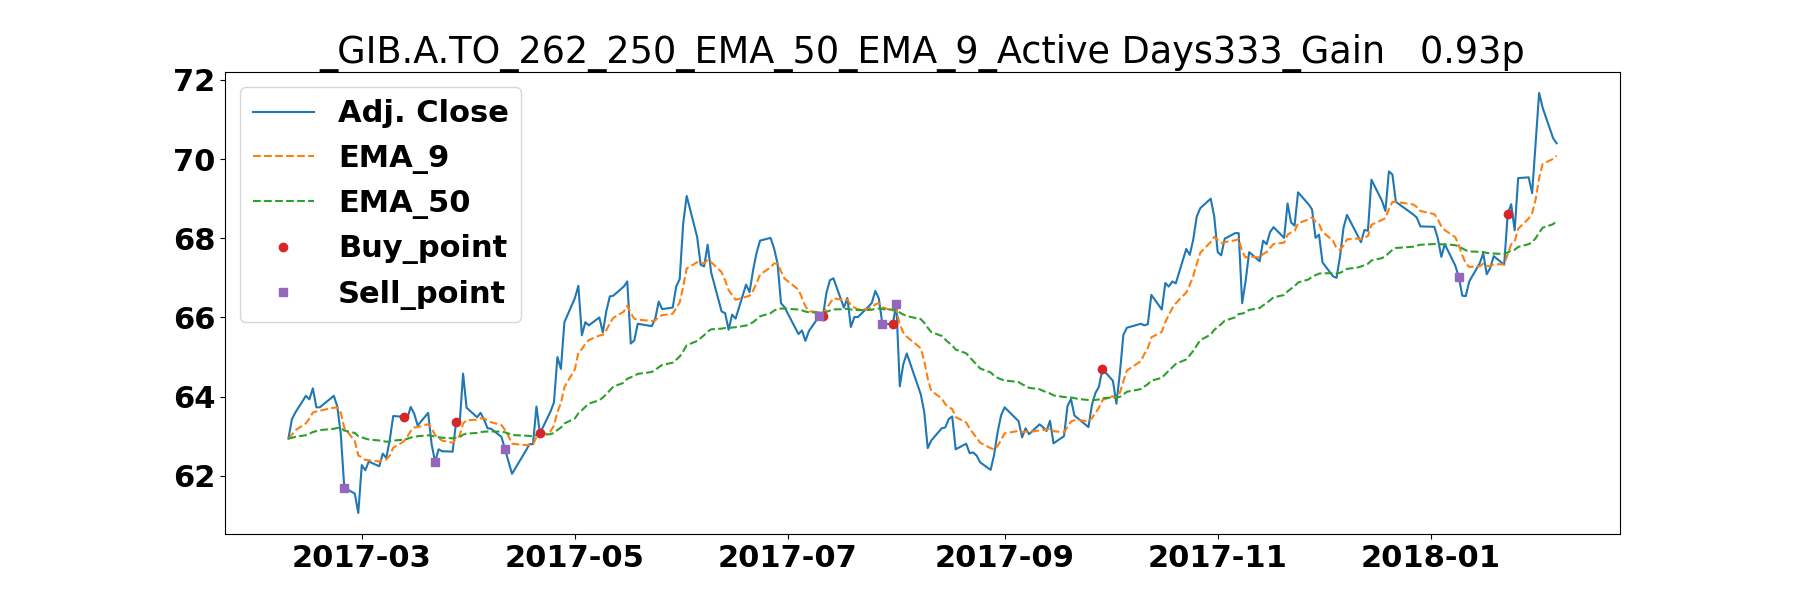 _GIB.A.TO_262_250_EMA_50_EMA_9_Active Days333_Gain   0.93p
72
70
68
66
64
62
Adj. Close
EMA_9
EMA_50
Buy_point
Sell_point
2017-03 2017-05 2017-07 2017-09 2017-11 2018-01